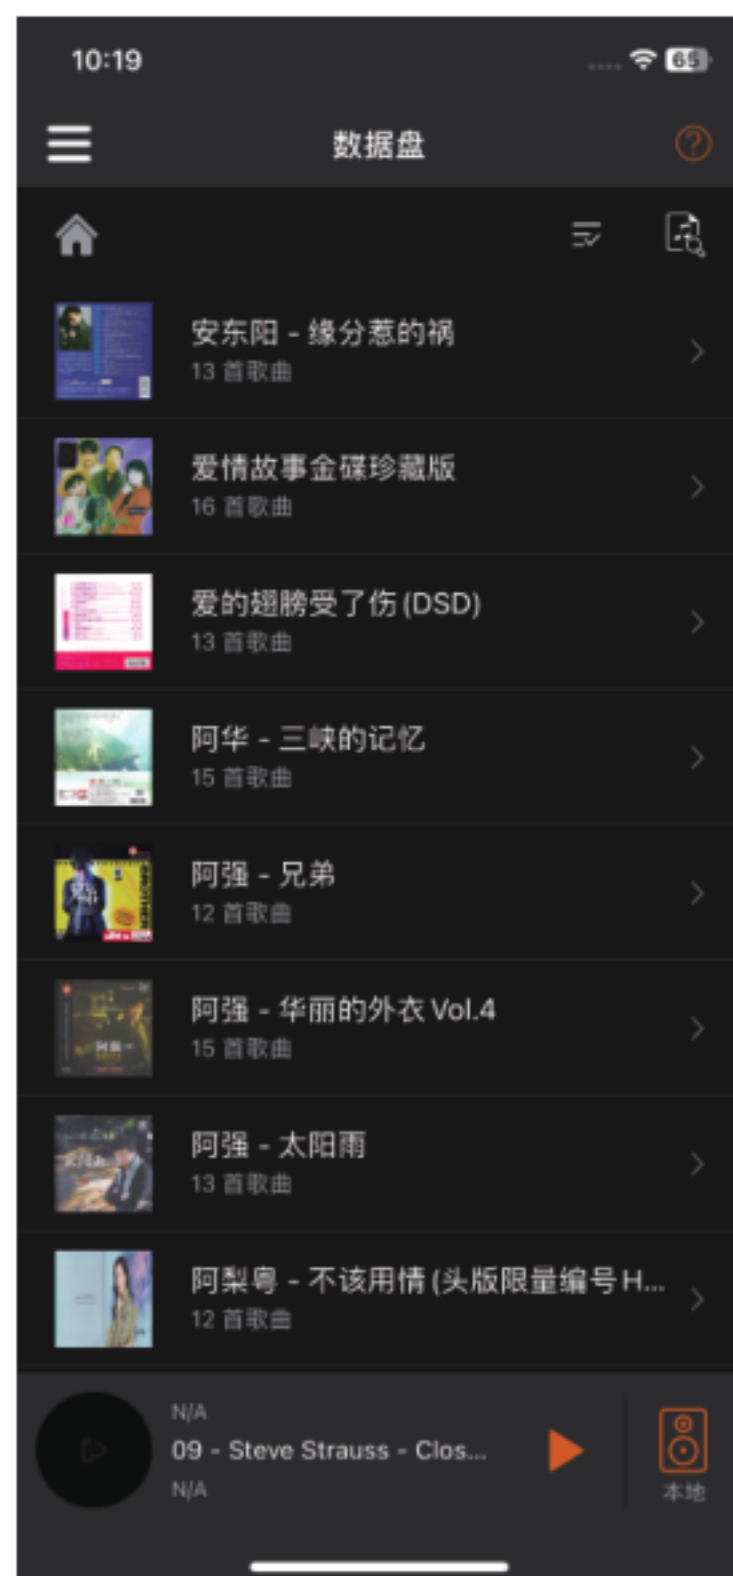 10:19
65
数据盘
安东阳 - 缘分惹的祸
13 首歌曲
爱情故事金碟珍藏版
16 首歌曲
爱的翅膀受了伤(DSD)
13 首歌曲
阿华 - 三峡的记忆
15 首歌曲
阿强 - 兄弟
12 首歌曲
阿强 - 华丽的外衣 Vol.4
15 首歌曲
阿强 - 太阳雨
13 首歌曲
阿梨粤 - 不该用情(头版限量编号H...
12 首歌曲
N/A
09 - Steve Strauss - Clos...
N/A
本地